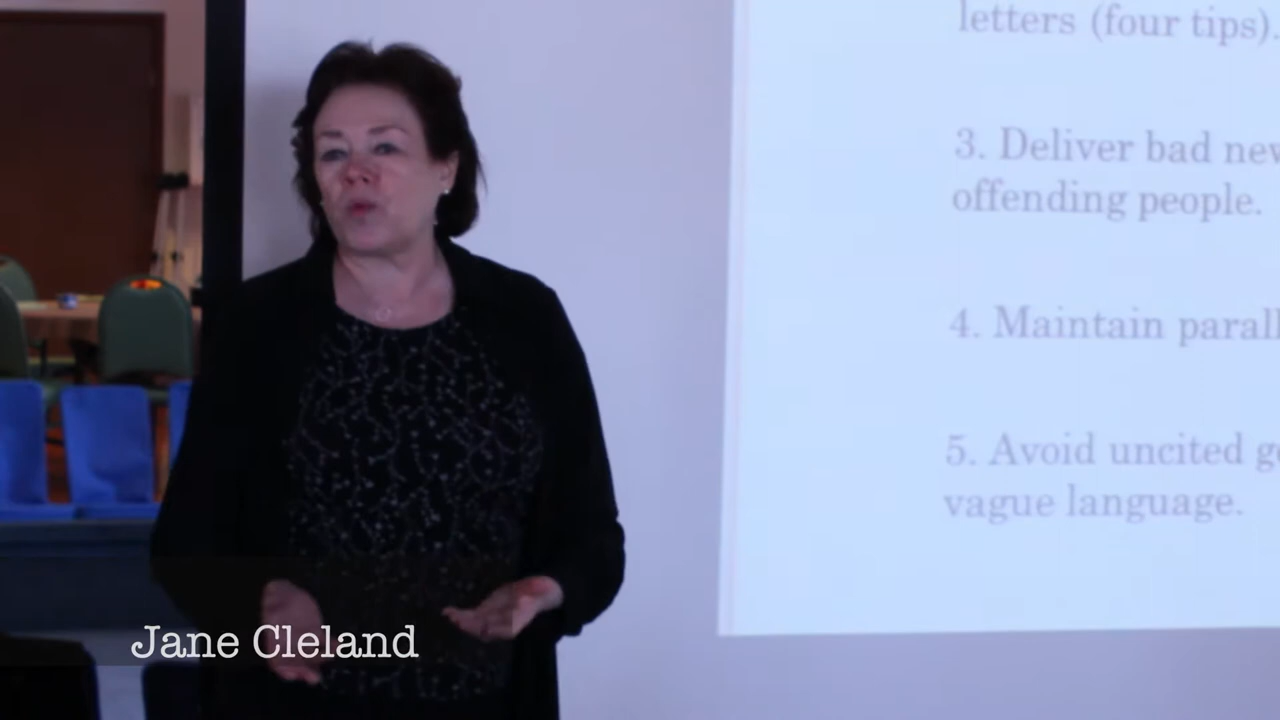 letters (four tips).
3. Deliver bad new
offending people.
4. Maintain parall
5. Avoid uncited g
vague language.
Jane Cleland